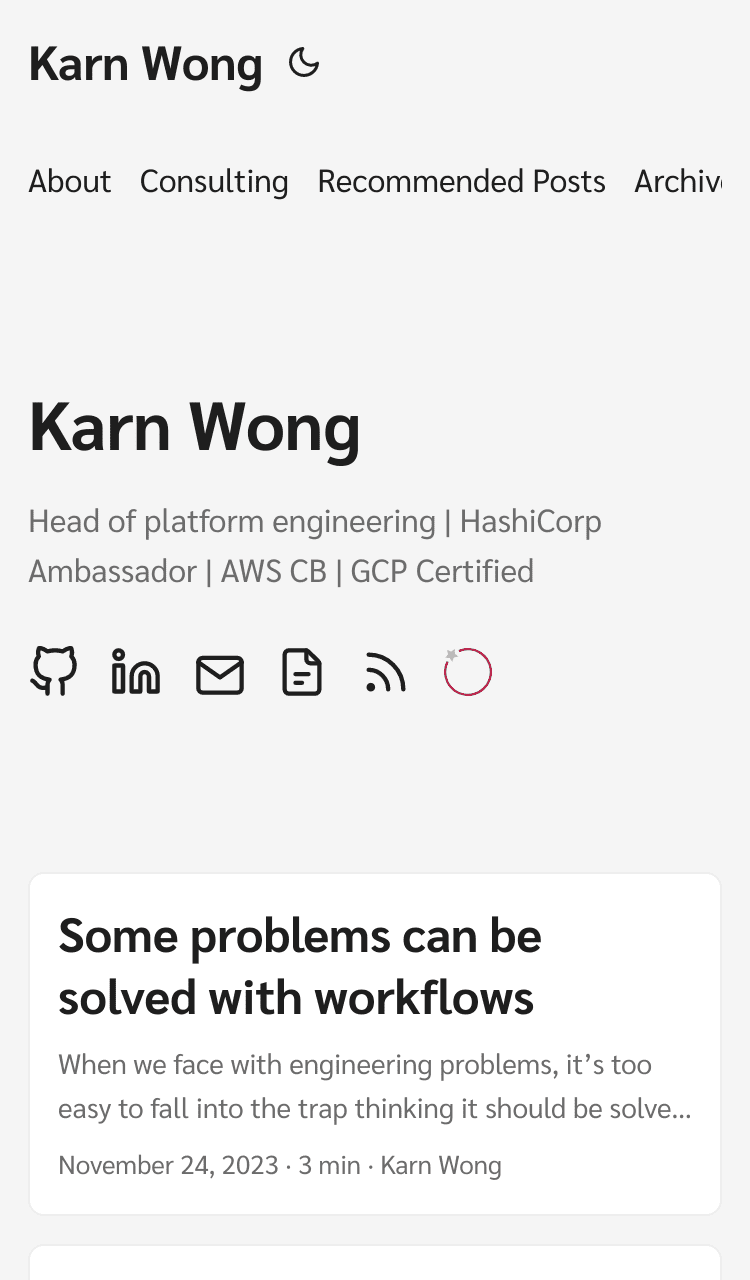 Karn Wong
About Consulting Recommended Posts Archive
Karn Wong
Head of platform engineering | HashiCorp
Ambassador | AWS CB | GCP Certified
Some problems can be
solved with workflows
When we face with engineering problems, it’s too
easy to fall into the trap thinking it should be solve...
November 24, 2023 · 3 min · Karn Wong